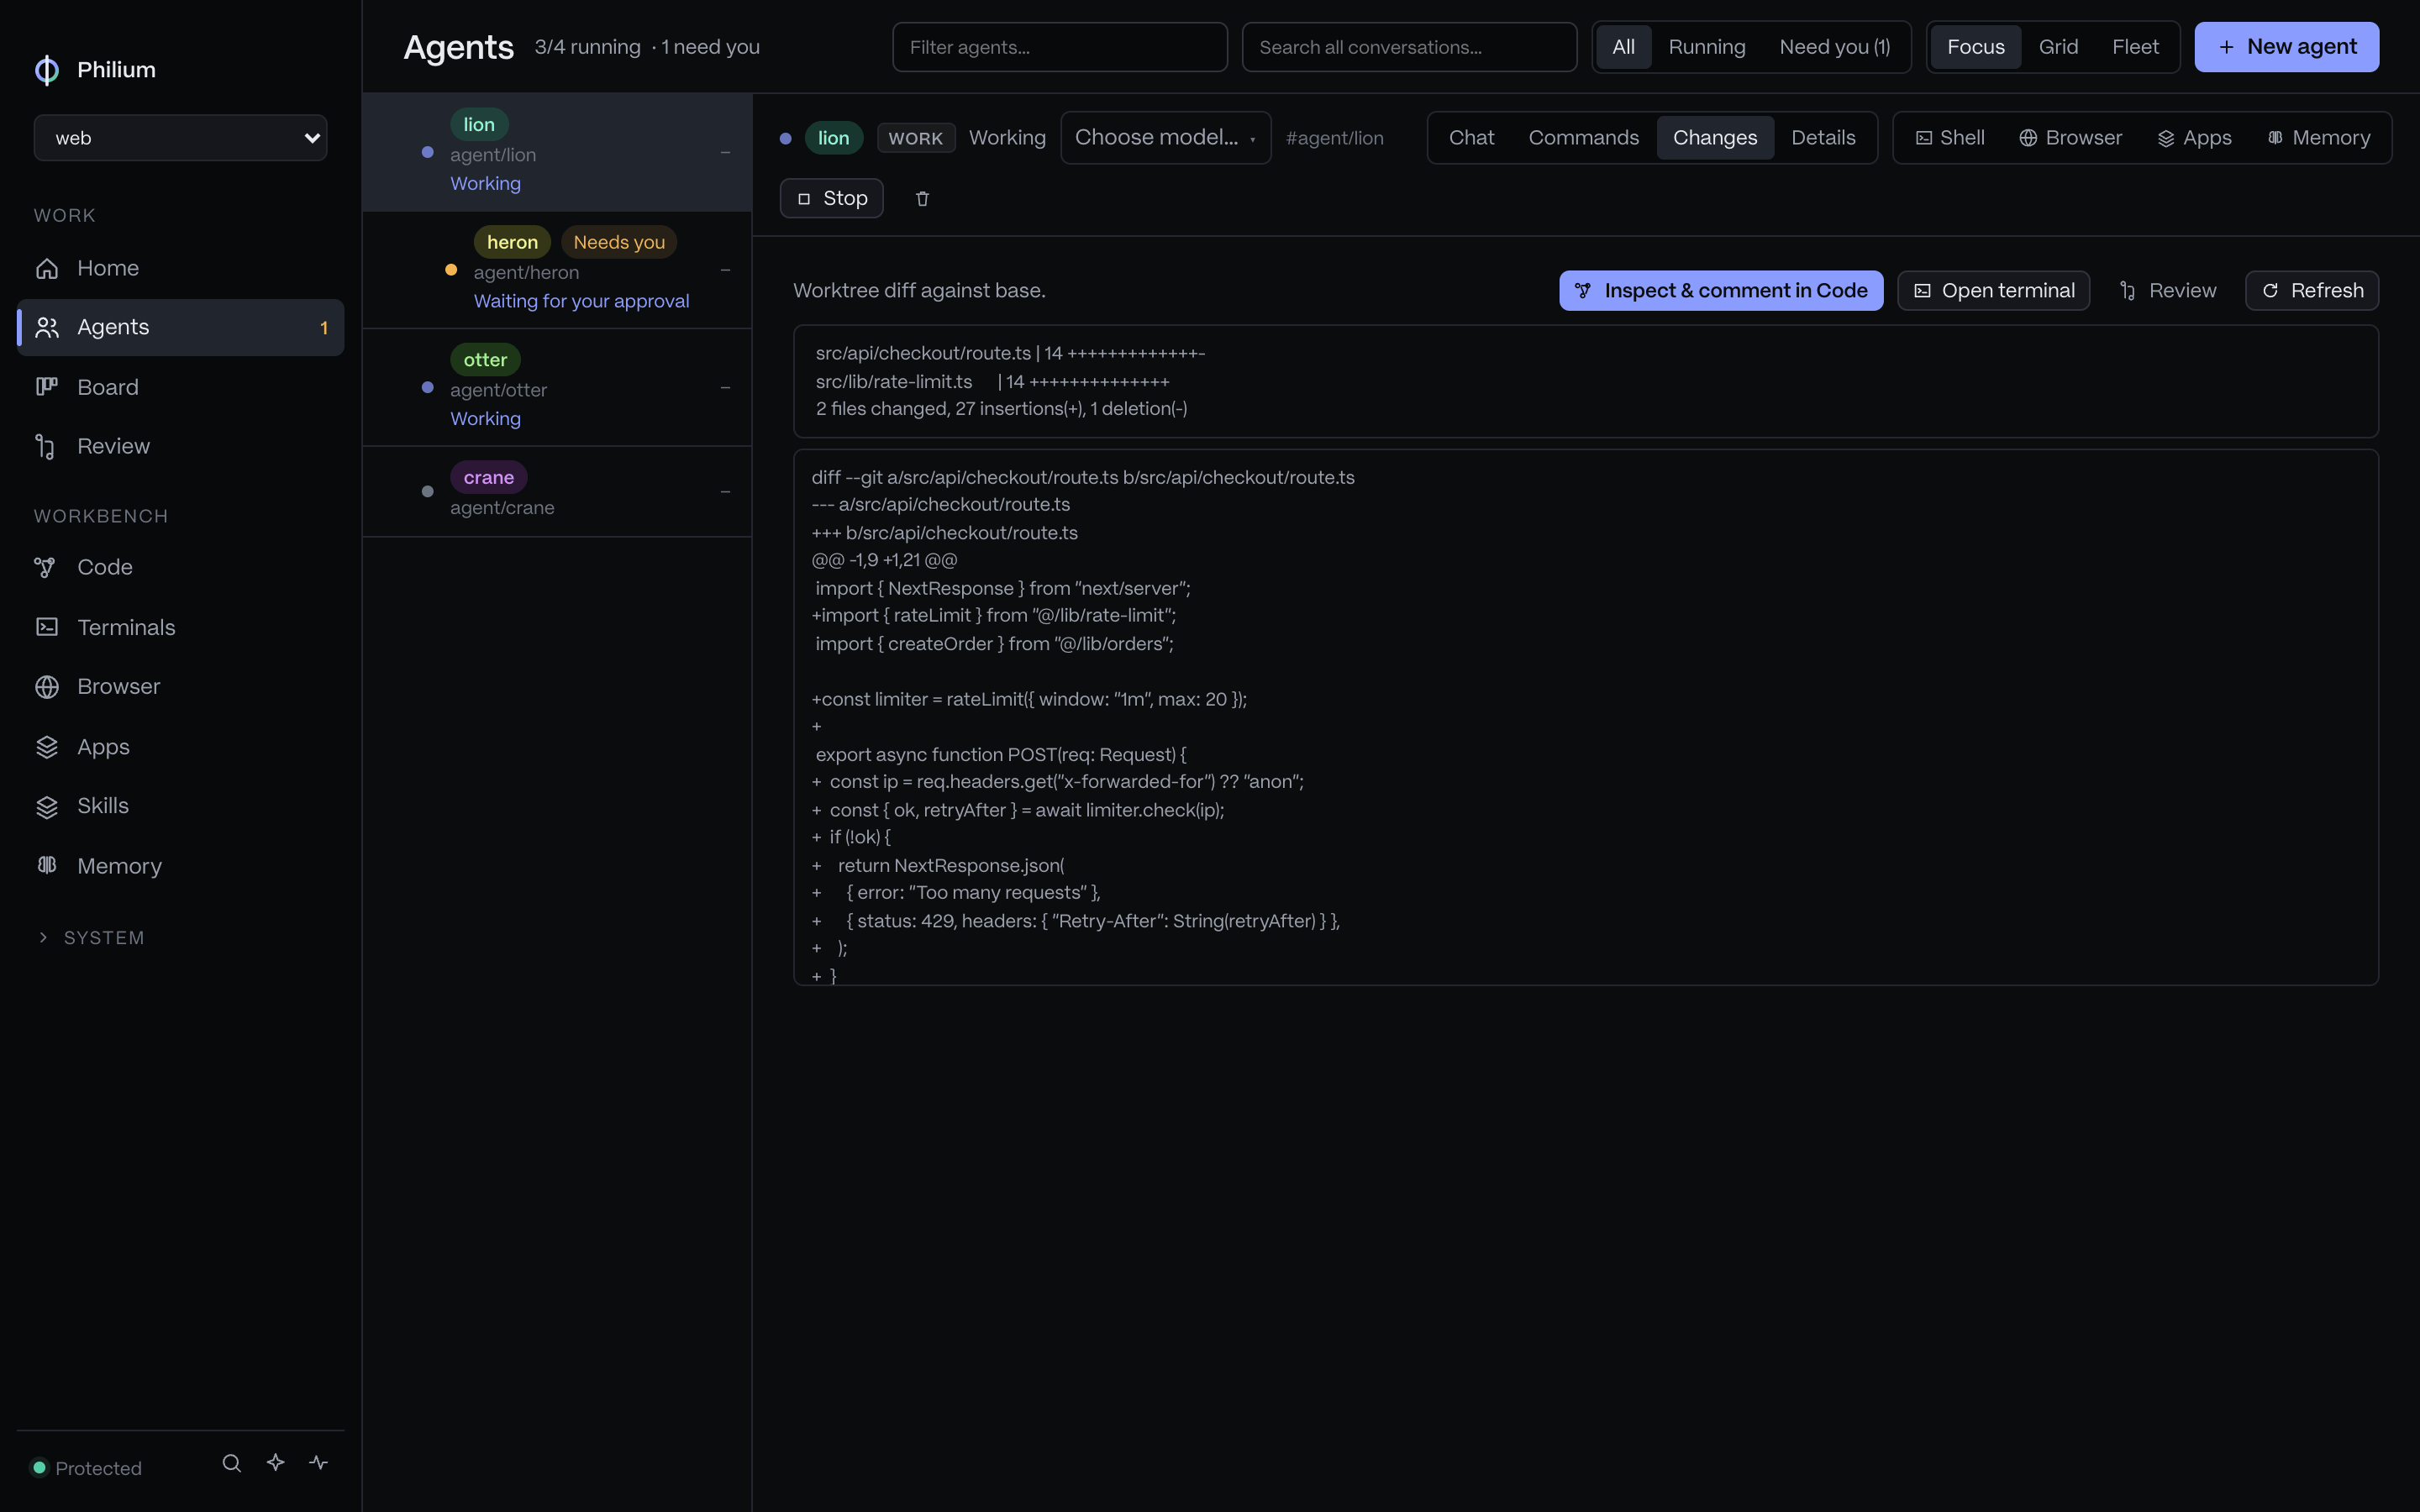 Philium
web
WORK
Home
Agents 1
Board
Review
WORKBENCH
Code
Terminals
Browser
Apps
Skills
Memory
SYSTEM
Protected
Agents 3/4 running · 1 need you
Filter agents...
Search all conversations...
All Running Need you (1)
Focus Grid Fleet
+ New agent
lion
agent/lion –
Working
heron Needs you
agent/heron –
Waiting for your approval
otter
agent/otter –
Working
crane
agent/crane –
lion WORK Working Choose model... #agent/lion
Chat Commands Changes Details
Shell Browser Apps Memory
Stop
Worktree diff against base.
Inspect & comment in Code Open terminal Review Refresh
src/api/checkout/route.ts | 14 +++++++++++++-
src/lib/rate-limit.ts | 14 ++++++++++++++
2 files changed, 27 insertions(+), 1 deletion(-)
diff --git a/src/api/checkout/route.ts b/src/api/checkout/route.ts
--- a/src/api/checkout/route.ts
+++ b/src/api/checkout/route.ts
@@ -1,9 +1,21 @@
import { NextResponse } from "next/server";
+import { rateLimit } from "@/lib/rate-limit";
import { createOrder } from "@/lib/orders";
+const limiter = rateLimit({ window: "1m", max: 20 });
+
export async function POST(req: Request) {
+ const ip = req.headers.get("x-forwarded-for") ?? "anon";
+ const { ok, retryAfter } = await limiter.check(ip);
+ if (!ok) {
+ return NextResponse.json(
+ { error: "Too many requests" },
+ { status: 429, headers: { "Retry-After": String(retryAfter) } },
+ );
+ }